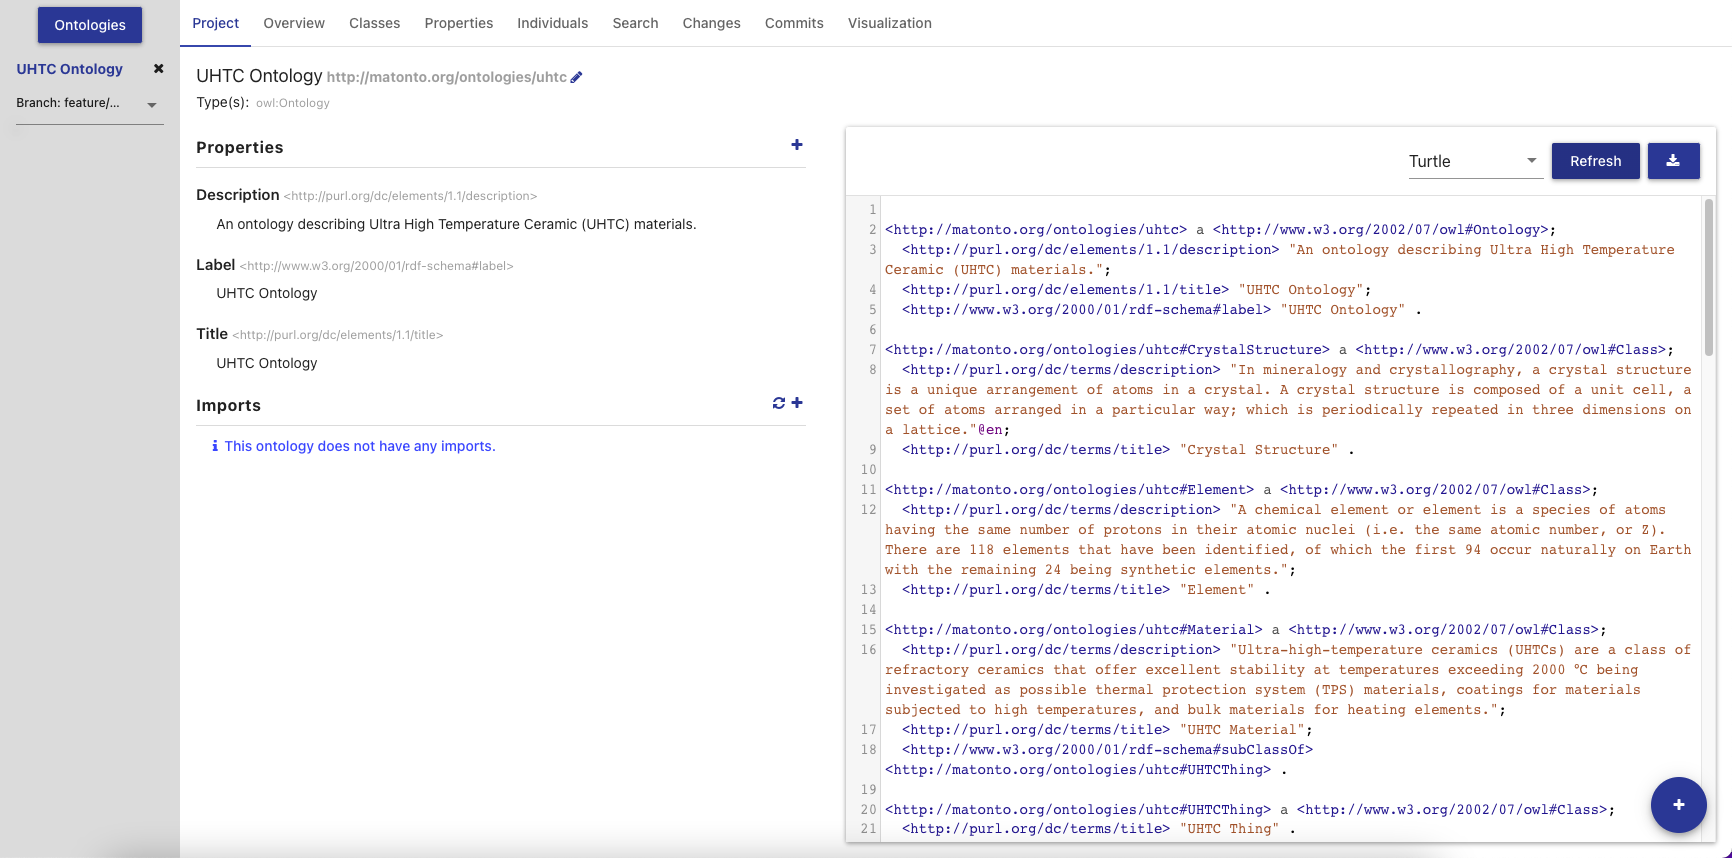 Ontologies
UHTC Ontology
Branch: feature/...
Project Overview Classes Properties Individuals Search Changes Commits Visualization
UHTC Ontology http://matonto.org/ontologies/uhtc
Type(s): owl:Ontology
Properties
Description <http://purl.org/dc/elements/1.1/description>
An ontology describing Ultra High Temperature Ceramic (UHTC) materials.
Label <http://www.w3.org/2000/01/rdf-schema#label>
UHTC Ontology
Title <http://purl.org/dc/elements/1.1/title>
UHTC Ontology
Imports
This ontology does not have any imports.
Turtle Refresh
1
2 <http://matonto.org/ontologies/uhtc> a <http://www.w3.org/2002/07/owl#Ontology>;
3 <http://purl.org/dc/elements/1.1/description> "An ontology describing Ultra High Temperature
Ceramic (UHTC) materials.";
4 <http://purl.org/dc/elements/1.1/title> "UHTC Ontology";
5 <http://www.w3.org/2000/01/rdf-schema#label> "UHTC Ontology" .
6
7 <http://matonto.org/ontologies/uhtc#CrystalStructure> a <http://www.w3.org/2002/07/owl#Class>;
8 <http://purl.org/dc/terms/description> "In mineralogy and crystallography, a crystal structure
is a unique arrangement of atoms in a crystal. A crystal structure is composed of a unit cell, a
set of atoms arranged in a particular way; which is periodically repeated in three dimensions on
a lattice."@en;
9 <http://purl.org/dc/terms/title> "Crystal Structure" .
10
11 <http://matonto.org/ontologies/uhtc#Element> a <http://www.w3.org/2002/07/owl#Class>;
12 <http://purl.org/dc/terms/description> "A chemical element or element is a species of atoms
having the same number of protons in their atomic nuclei (i.e. the same atomic number, or Z).
There are 118 elements that have been identified, of which the first 94 occur naturally on Earth
with the remaining 24 being synthetic elements.";
13 <http://purl.org/dc/terms/title> "Element" .
14
15 <http://matonto.org/ontologies/uhtc#Material> a <http://www.w3.org/2002/07/owl#Class>;
16 <http://purl.org/dc/terms/description> "Ultra-high-temperature ceramics (UHTCs) are a class of
refractory ceramics that offer excellent stability at temperatures exceeding 2000 °C being
investigated as possible thermal protection system (TPS) materials, coatings for materials
subjected to high temperatures, and bulk materials for heating elements.";
17 <http://purl.org/dc/terms/title> "UHTC Material";
18 <http://www.w3.org/2000/01/rdf-schema#subClassOf>
<http://matonto.org/ontologies/uhtc#UHTCThing> .
19
20 <http://matonto.org/ontologies/uhtc#UHTCThing> a <http://www.w3.org/2002/07/owl#Class>;
21 <http://purl.org/dc/terms/title> "UHTC Thing" .